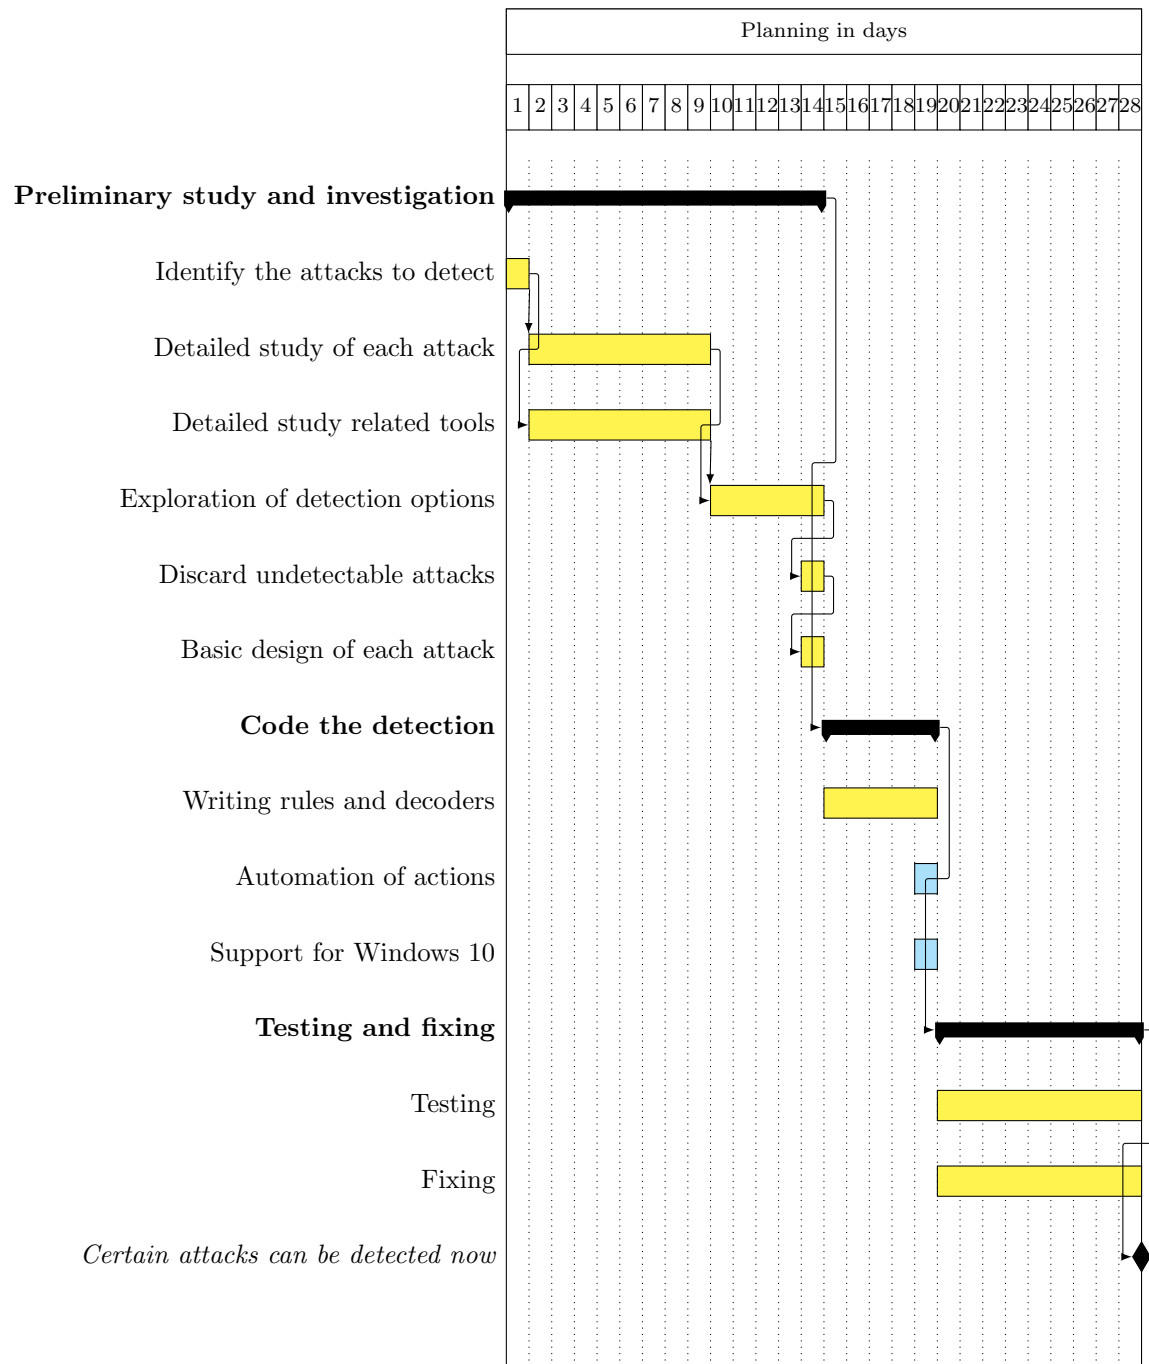 Planning in days
1 2 3 4 5 6 7 8 9 10 11 12 13 14 15 16 17 18 19 20 21 22 23 24 25 26 27 28
Preliminary study and investigation
Identify the attacks to detect
Detailed study of each attack
Detailed study related tools
Exploration of detection options
Discard undetectable attacks
Basic design of each attack
Code the detection
Writing rules and decoders
Automation of actions
Support for Windows 10
Testing and fixing
Testing
Fixing
Certain attacks can be detected now